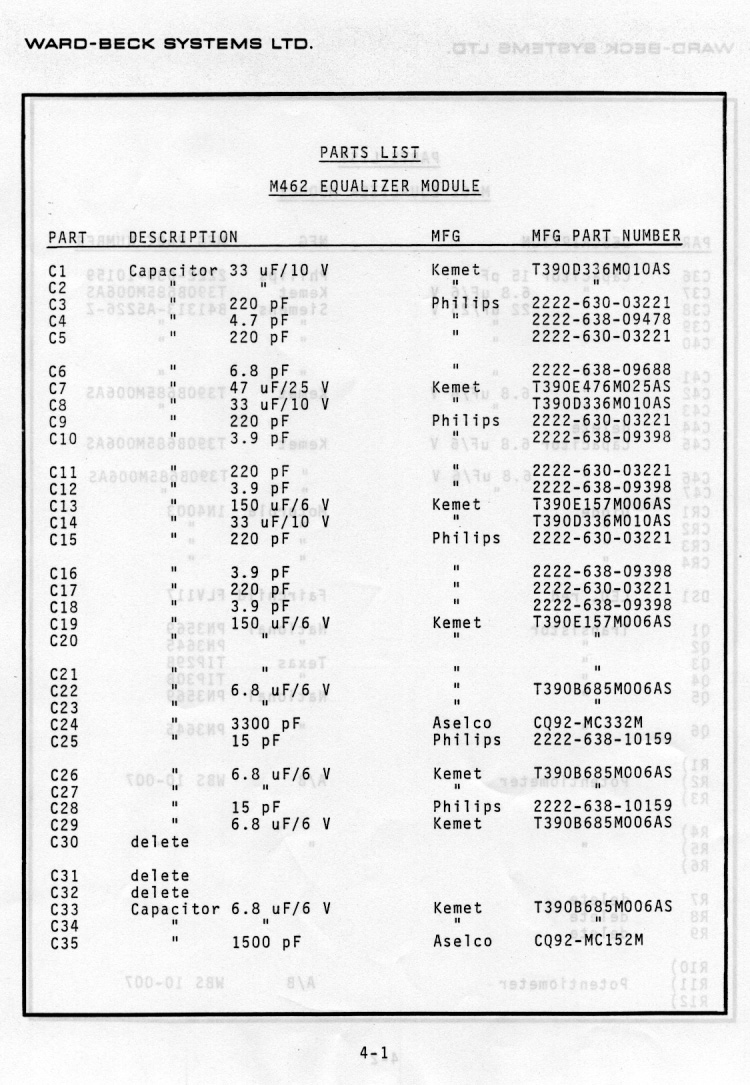 WARD-BECK SYSTEMS LTD.
PARTS LIST
M462 EQUALIZER MODULE
PART DESCRIPTION MFG MFG PART NUMBER
C1 Capacitor 33 uF/10 V Kemet T390D336M010AS
C2 " " " "
C3 " 220 pF Philips 2222-630-03221
C4 " 4.7 pF " 2222-638-09478
C5 " 220 pF " 2222-630-03221
C6 " 6.8 pF " 2222-638-09688
C7 " 47 uF/25 V Kemet T390E476M025AS
C8 " 33 uF/10 V " T390D336M010AS
C9 " 220 pF Philips 2222-630-03221
C10 " 3.9 pF " 2222-638-09398
C11 " 220 pF " 2222-630-03221
C12 " 3.9 pF " 2222-638-09398
C13 " 150 uF/6 V Kemet T390E157M006AS
C14 " 33 uF/10 V " T390D336M010AS
C15 " 220 pF Philips 2222-630-03221
C16 " 3.9 pF " 2222-638-09398
C17 " 220 pF " 2222-630-03221
C18 " 3.9 pF " 2222-638-09398
C19 " 150 uF/6 V Kemet T390E157M006AS
C20 " " " "
C21 " " " "
C22 " 6.8 uF/6 V " T390B685M006AS
C23 " " " "
C24 " 3300 pF Aselco CQ92-MC332M
C25 " 15 pF Philips 2222-638-10159
C26 " 6.8 uF/6 V Kemet T390B685M006AS
C27 " " " "
C28 " 15 pF Philips 2222-638-10159
C29 " 6.8 uF/6 V Kemet T390B685M006AS
C30 delete
C31 delete
C32 delete
C33 Capacitor 6.8 uF/6 V Kemet T390B685M006AS
C34 " " " "
C35 " 1500 pF Aselco CQ92-MC152M
4-1